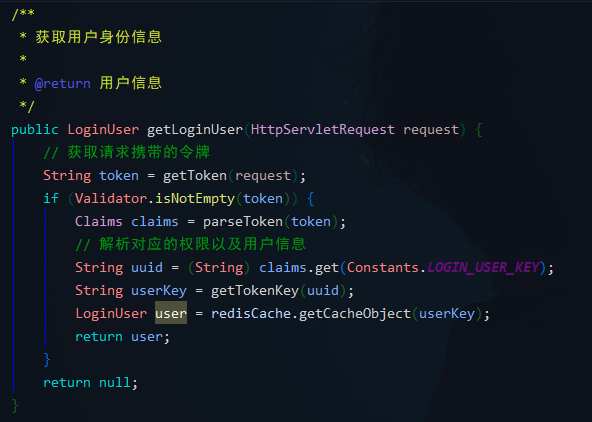 /**
 * 获取用户身份信息
 *
 * @return 用户信息
 */
public LoginUser getLoginUser(HttpServletRequest request) {
    // 获取请求携带的令牌
    String token = getToken(request);
    if (Validator.isNotEmpty(token)) {
        Claims claims = parseToken(token);
        // 解析对应的权限以及用户信息
        String uuid = (String) claims.get(Constants.LOGIN_USER_KEY);
        String userKey = getTokenKey(uuid);
        LoginUser user = redisCache.getCacheObject(userKey);
        return user;
    }
    return null;
}